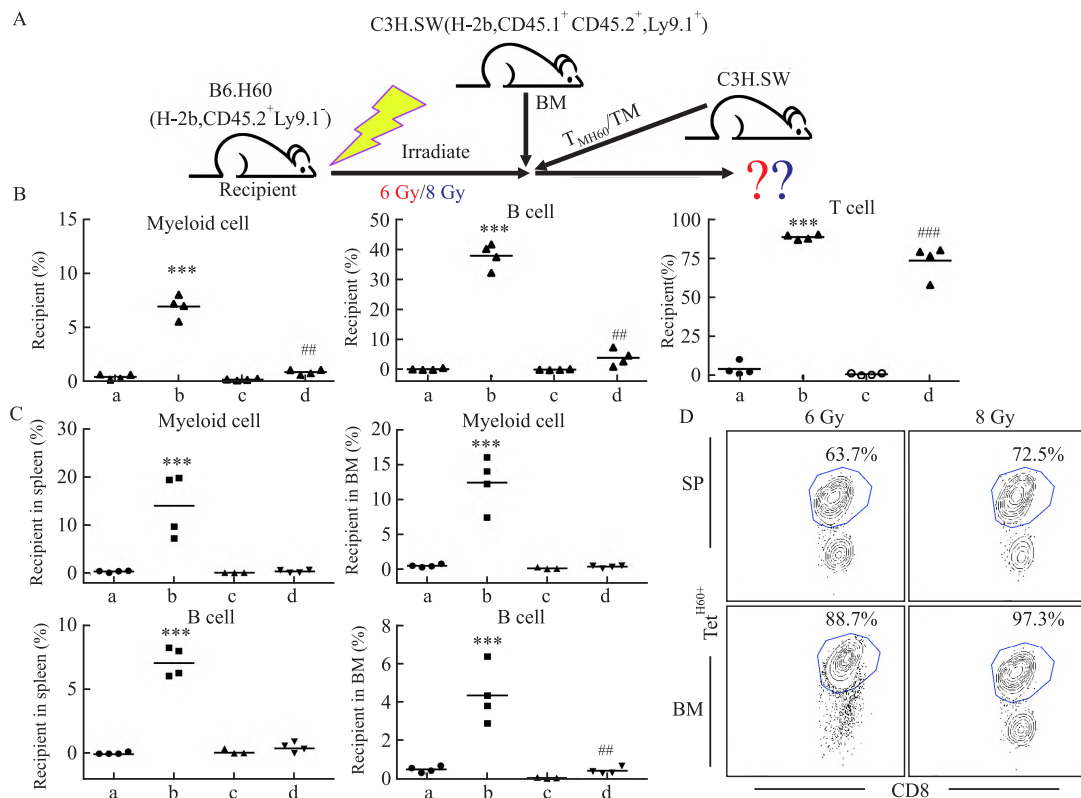 A
C3H.SW(H-2b,CD45.1+ CD45.2+,Ly9.1+)
B6.H60
(H-2b,CD45.2+Ly9.1-)
C3H.SW
BM
TMH60/TM
Irradiate
Recipient
6 Gy/8 Gy
??
B
Myeloid cell
Recipient (%)
15
10
5
0
***
##
a b c d
B cell
Recipient (%)
50
40
30
20
10
0
***
##
a b c d
T cell
Recipient(%)
100
75
50
25
0
***
###
a b c d
C
Myeloid cell
Recipient in spleen (%)
30
20
10
0
***
a b c d
Myeloid cell
Recipient in BM (%)
20
15
10
5
0
***
a b c d
B cell
Recipient in spleen (%)
10
5
0
***
a b c d
B cell
Recipient in BM (%)
8
6
4
2
0
***
##
a b c d
D
6 Gy 8 Gy
SP
63.7% 72.5%
TetH60+
BM
88.7% 97.3%
CD8